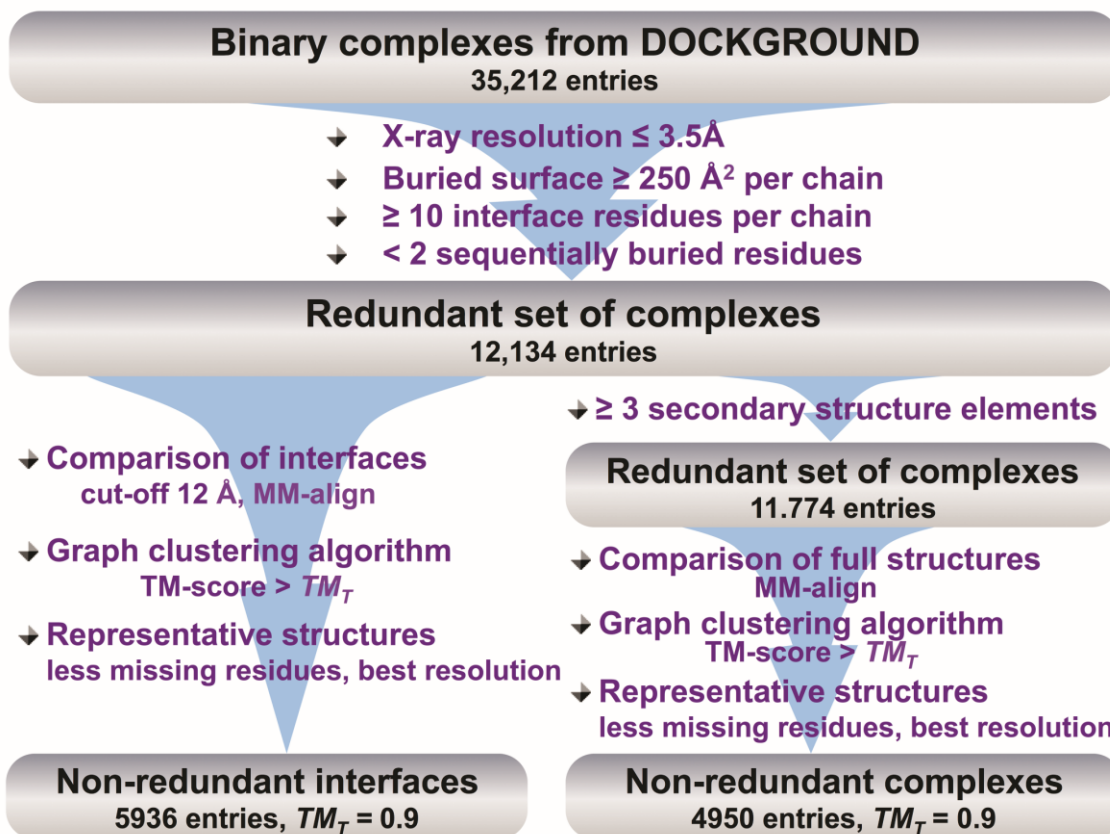 Binary complexes from DOCKGROUND
35,212 entries
X-ray resolution ≤ 3.5Å
Buried surface ≥ 250 Å² per chain
≥ 10 interface residues per chain
< 2 sequentially buried residues
Redundant set of complexes
12,134 entries
Comparison of interfaces
cut-off 12 Å, MM-align
Graph clustering algorithm
TM-score > TM_T
Representative structures
less missing residues, best resolution
Non-redundant interfaces
5936 entries, TM_T = 0.9
≥ 3 secondary structure elements
Redundant set of complexes
11.774 entries
Comparison of full structures
MM-align
Graph clustering algorithm
TM-score > TM_T
Representative structures
less missing residues, best resolution
Non-redundant complexes
4950 entries, TM_T = 0.9